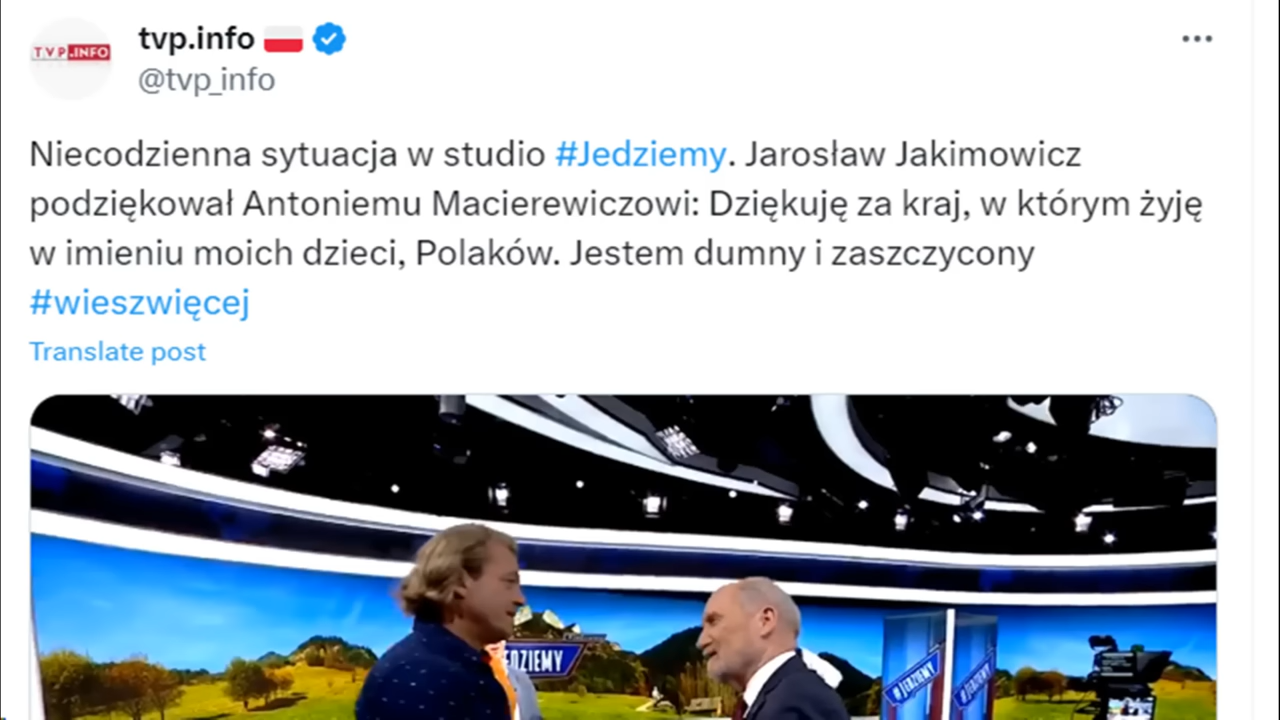 TVP.INFO
tvp.info
@tvp_info
Niecodzienna sytuacja w studio #Jedziemy. Jarosław Jakimowicz
podziękował Antoniemu Macierewiczowi: Dziękuję za kraj, w którym żyję
w imieniu moich dzieci, Polaków. Jestem dumny i zaszczycony
#wieszwięcej
Translate post
#JEDZIEMY
#JEDZIEMY